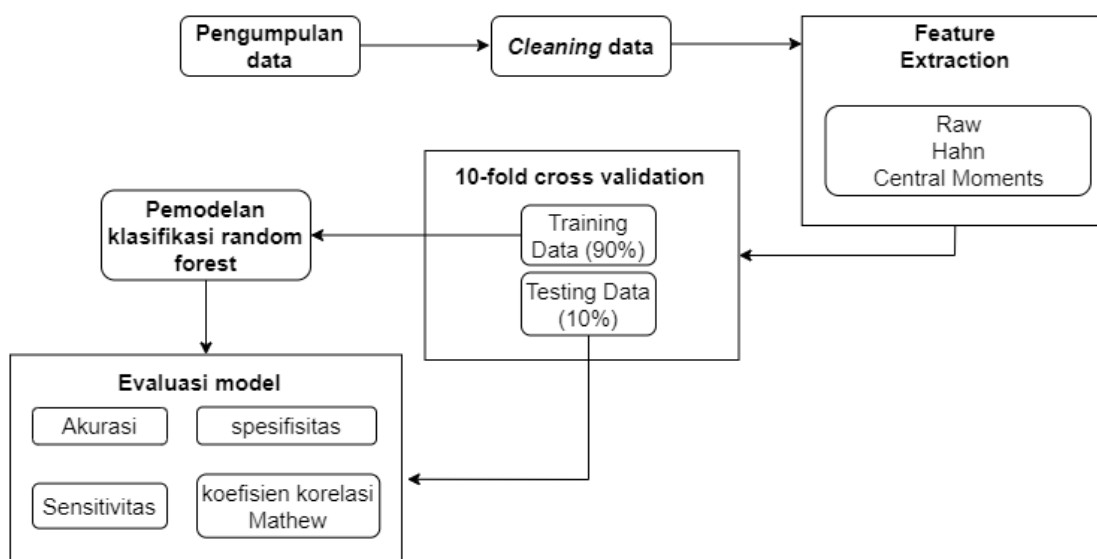 Pengumpulan
data
Cleaning data
Feature
Extraction
Raw
Hahn
Central Moments
10-fold cross validation
Training
Data (90%)
Testing Data
(10%)
Pemodelan
klasifikasi random
forest
Evaluasi model
Akurasi
spesifisitas
Sensitivitas
koefisien korelasi
Mathew